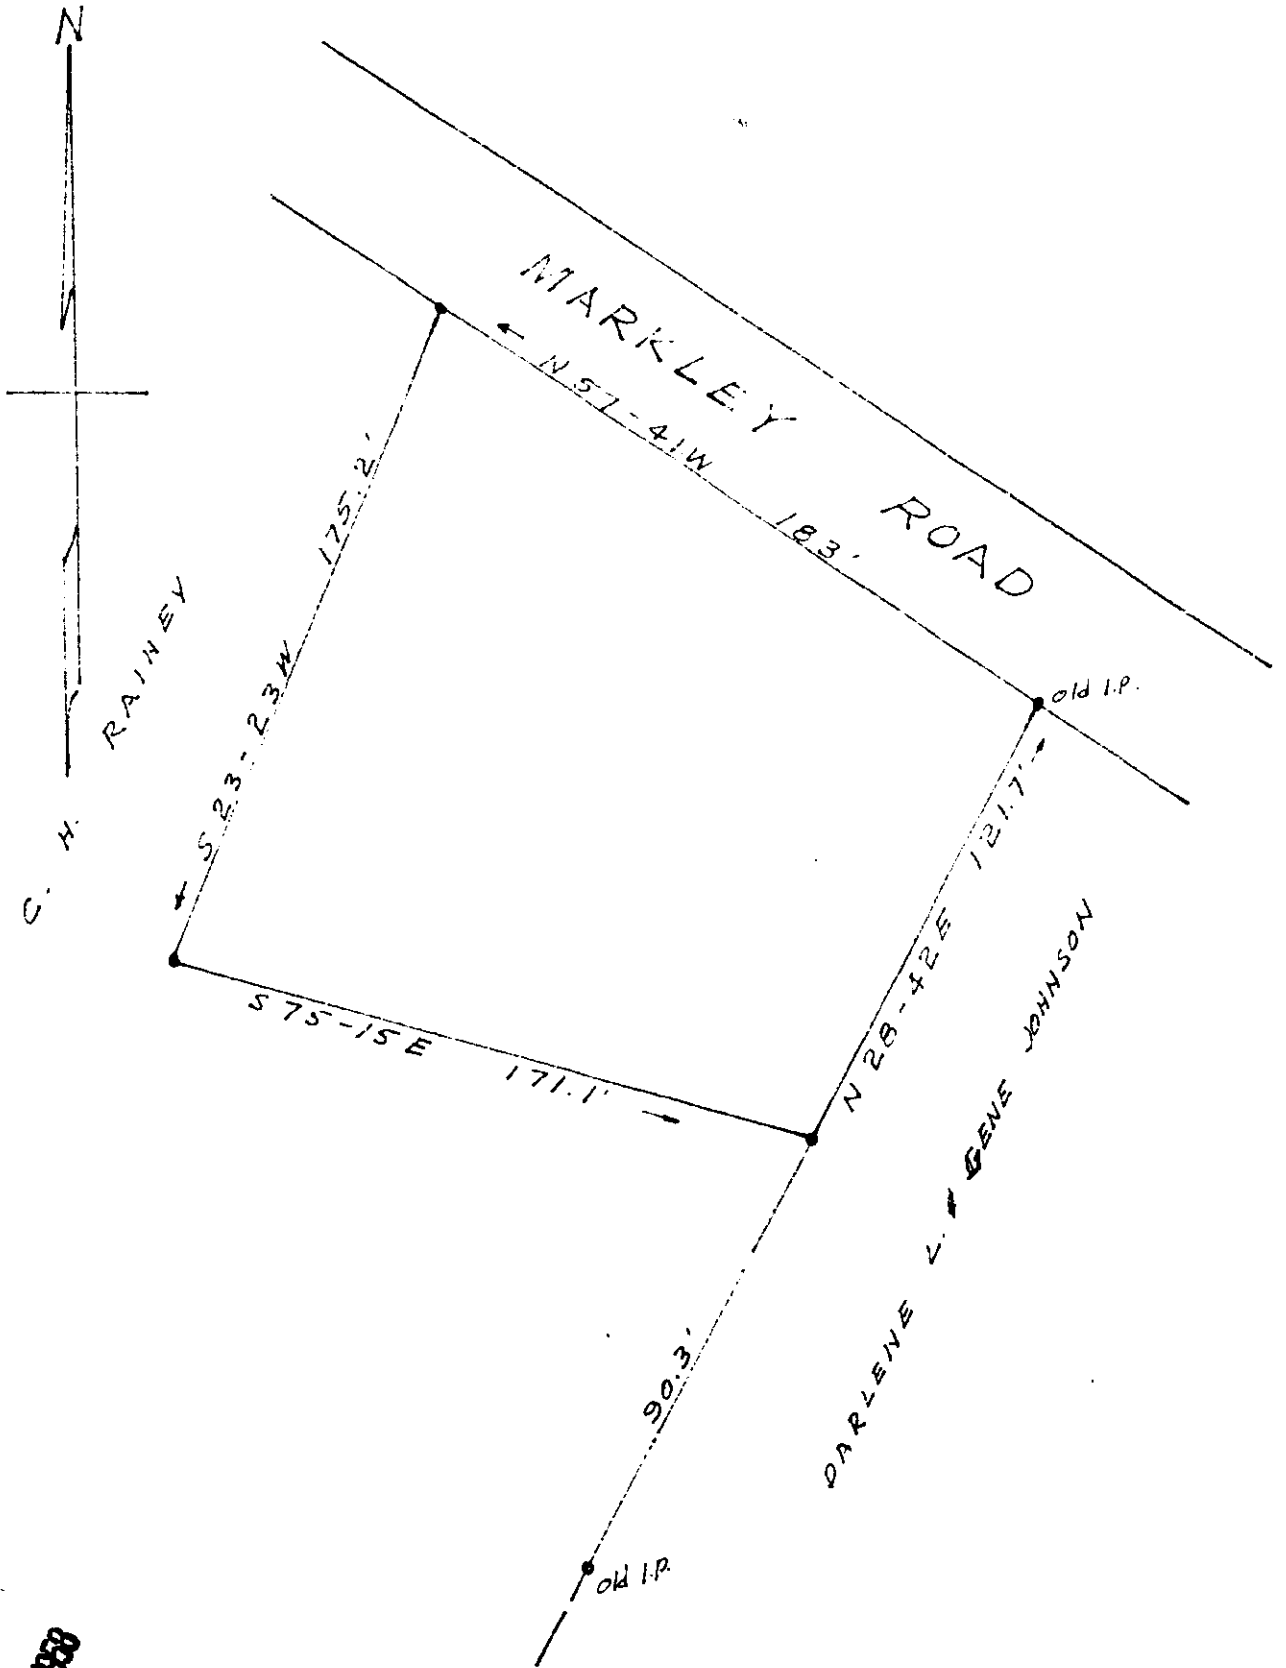 N
MARKLEY ROAD
N 57-41W 183'
175.2'
S 23-23W
C. H. RAINEY
old I.P.
N 28-42E 121.7'
S 75-15E 171.1'
DARLENE L. & GENE JOHNSON
90.3'
old I.P.